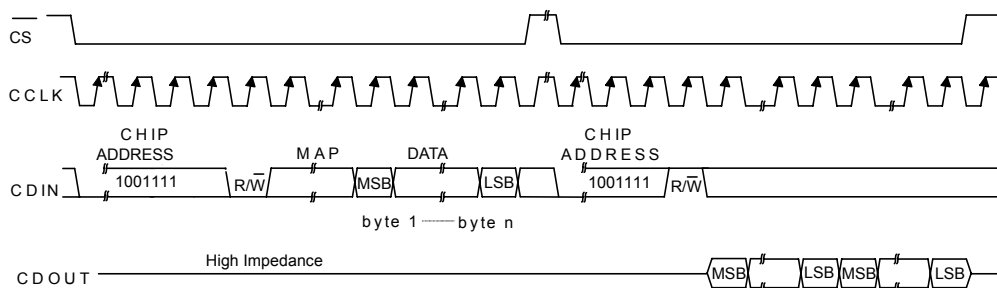 CS
CCLK
CHIP ADDRESS
MAP
DATA
CHIP ADDRESS
CDIN
1001111
R/W
MSB
LSB
1001111
R/W
byte 1
byte n
High Impedance
CDOUT
MSB
LSB
MSB
LSB